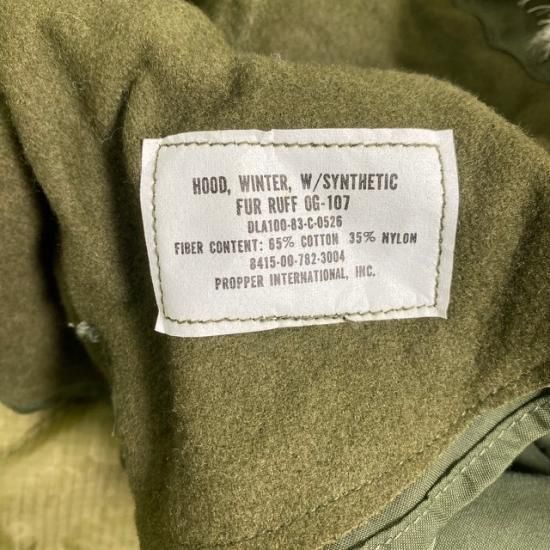 HOOD, WINTER, W/SYNTHETIC
FUR RUFF OG-107
DLA100-83-C-0526
FIBER CONTENT: 65% COTTON 35% NYLON
8415-00-782-3004
PROPPER INTERNATIONAL, INC.